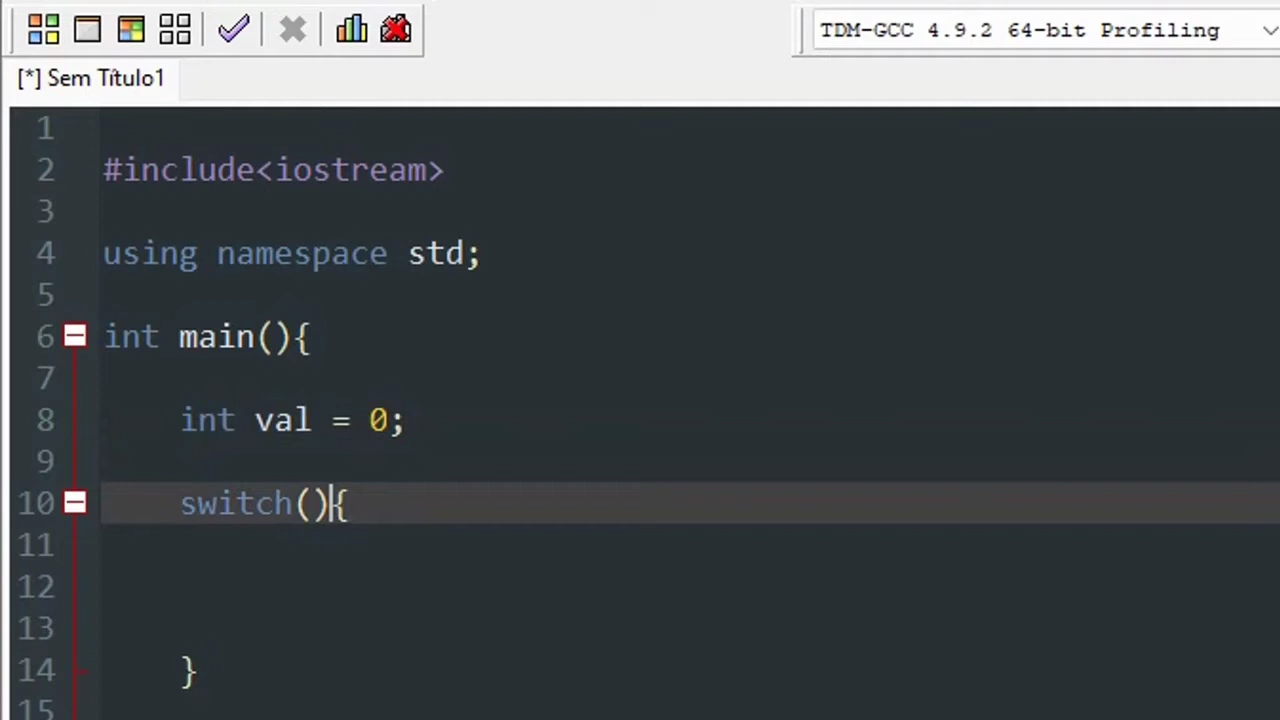 TDM-GCC 4.9.2 64-bit Profiling
[*] Sem Título1
1
2 #include<iostream>
3
4 using namespace std;
5
6 int main(){
7
8 int val = 0;
9
10 switch(){
11
12
13
14 }
15